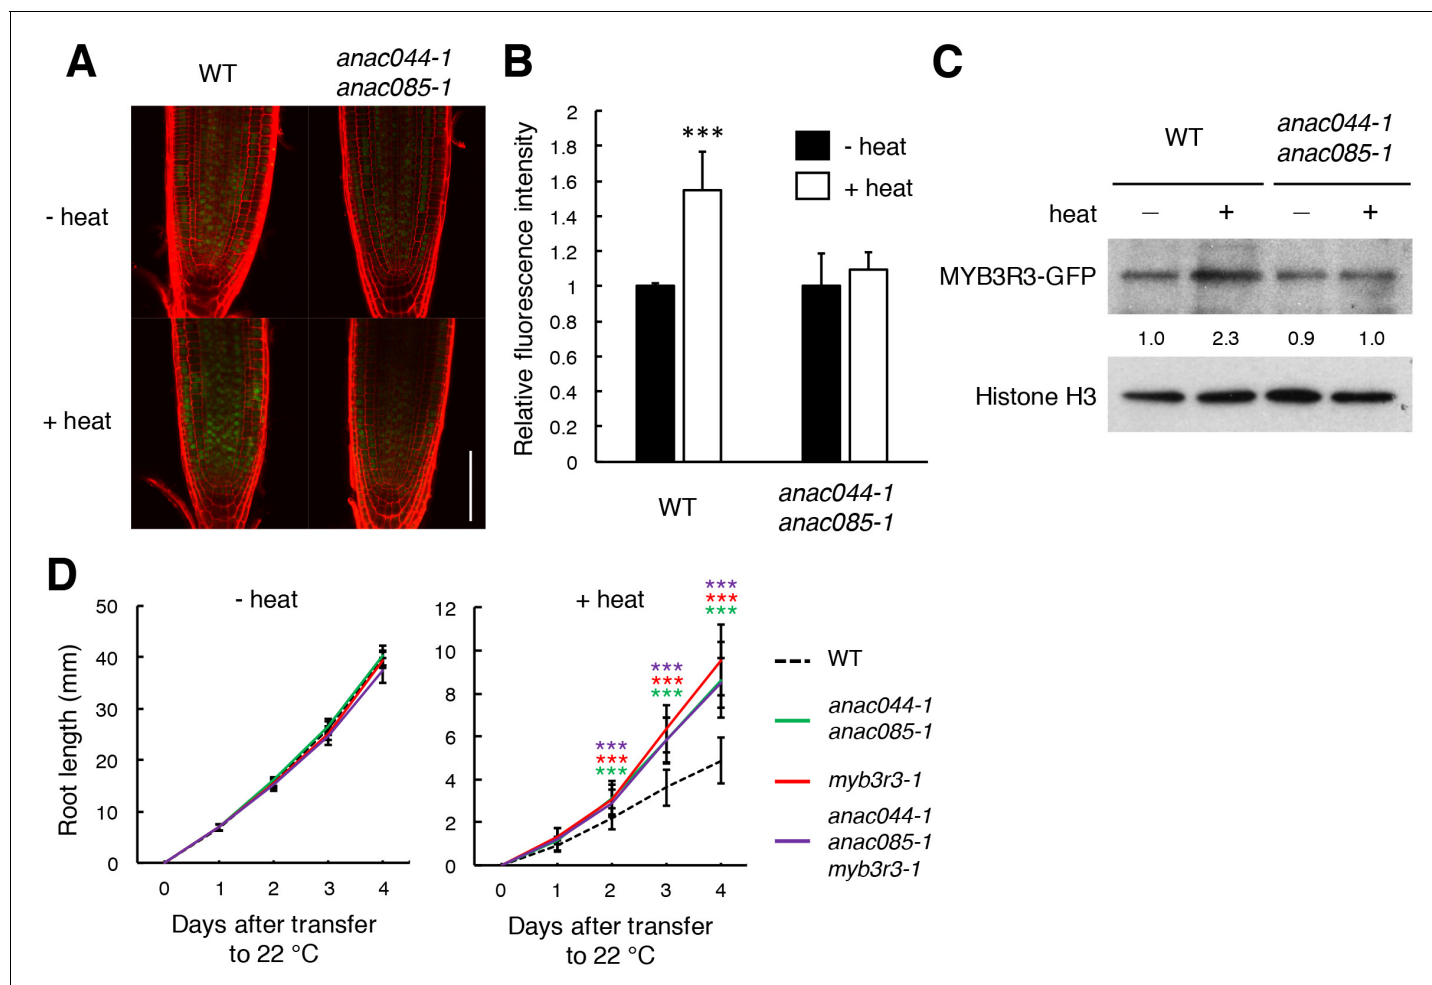 A
WT
anac044-1
anac085-1
- heat
+ heat
B
Relative fluorescence intensity
2
1.8
1.6
1.4
1.2
1
0.8
0.6
0.4
0.2
0
***
- heat
+ heat
WT
anac044-1
anac085-1
C
WT
anac044-1
anac085-1
heat – + – +
MYB3R3-GFP
1.0 2.3 0.9 1.0
Histone H3
D
- heat
Root length (mm)
50
40
30
20
10
0
0 1 2 3 4
Days after transfer
to 22 °C
+ heat
12
10
8
6
4
2
0
***
***
***
***
***
***
***
***
***
0 1 2 3 4
Days after transfer
to 22 °C
WT
anac044-1
anac085-1
myb3r3-1
anac044-1
anac085-1
myb3r3-1